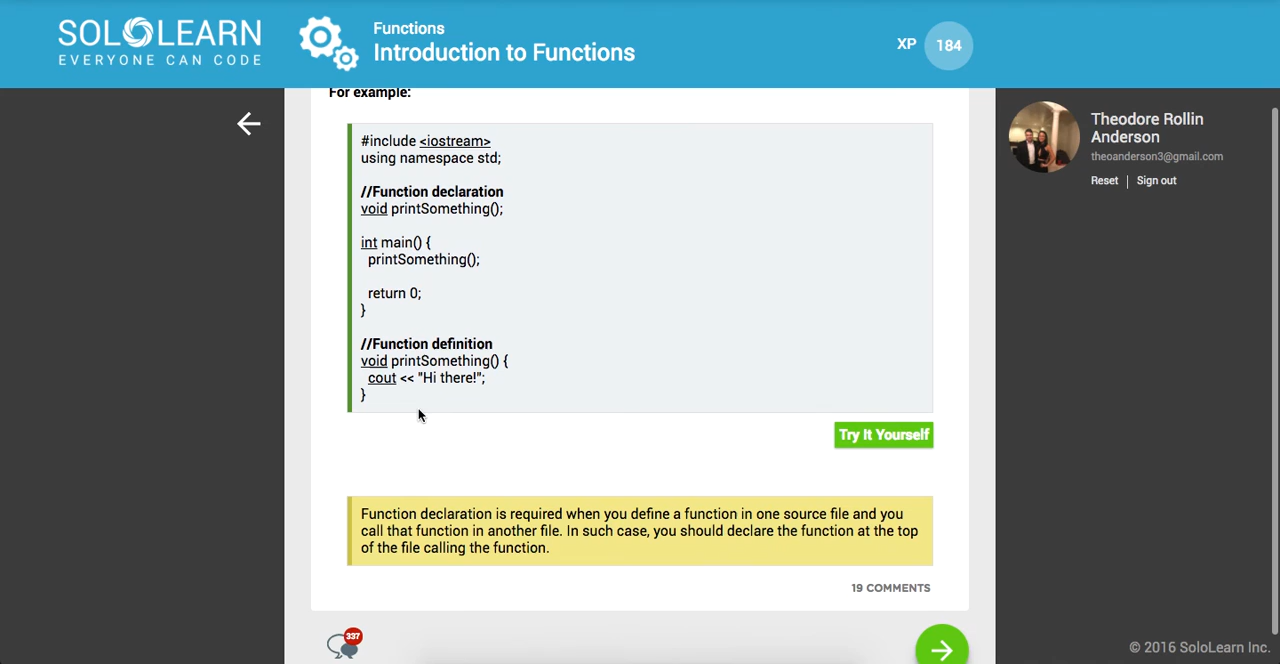 SOLOLEARN
EVERYONE CAN CODE
Functions
Introduction to Functions
XP 184
Theodore Rollin
Anderson
theoanderson3@gmail.com
Reset | Sign out
For example:
#include <iostream>
using namespace std;
//Function declaration
void printSomething();
int main() {
printSomething();
return 0;
}
//Function definition
void printSomething() {
cout << "Hi there!";
}
Try It Yourself
Function declaration is required when you define a function in one source file and you
call that function in another file. In such case, you should declare the function at the top
of the file calling the function.
19 COMMENTS
337
© 2016 SoloLearn Inc.